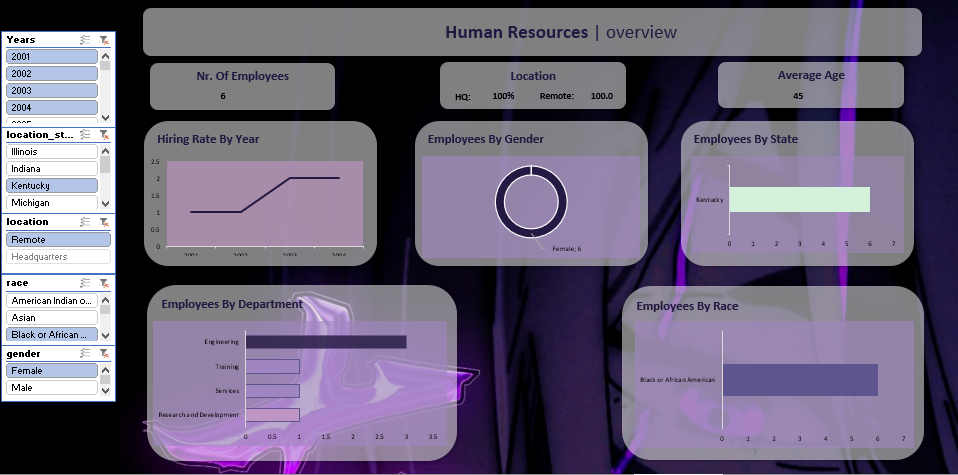 Human Resources | overview
Years
2001
2002
2003
2004
location_st...
Illinois
Indiana
Kentucky
Michigan
location
Remote
Headquarters
race
American Indian o...
Asian
Black or African ...
gender
Female
Male
Nr. Of Employees
6
Location
HQ: 100% Remote: 100.0
Average Age
45
Hiring Rate By Year
2.5
2
1.5
1
0.5
0
Employees By Gender
Female; 6
Employees By State
Kentucky
0 1 2 3 4 5 6 7
Employees By Department
Engineering
Training
Services
Research and Development
0 0.5 1 1.5 2 2.5 3 3.5
Employees By Race
Black or African American
0 1 2 3 4 5 6 7